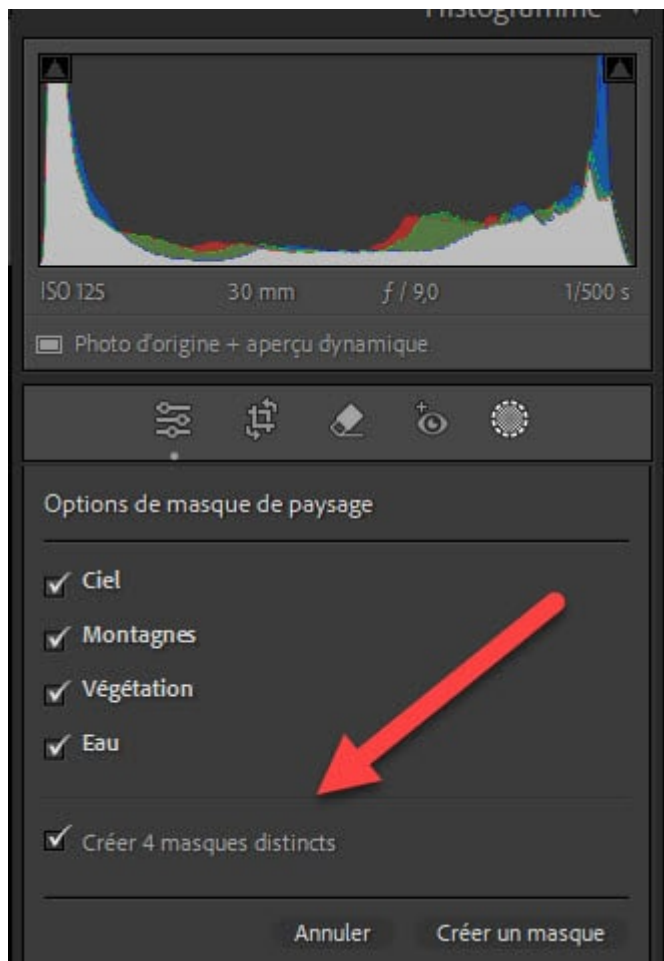 Histogramme
ISO 125 30 mm ƒ / 9,0 1/500 s
Photo d'origine + aperçu dynamique
Options de masque de paysage
Ciel
Montagnes
Végétation
Eau
Créer 4 masques distincts
Annuler Créer un masque